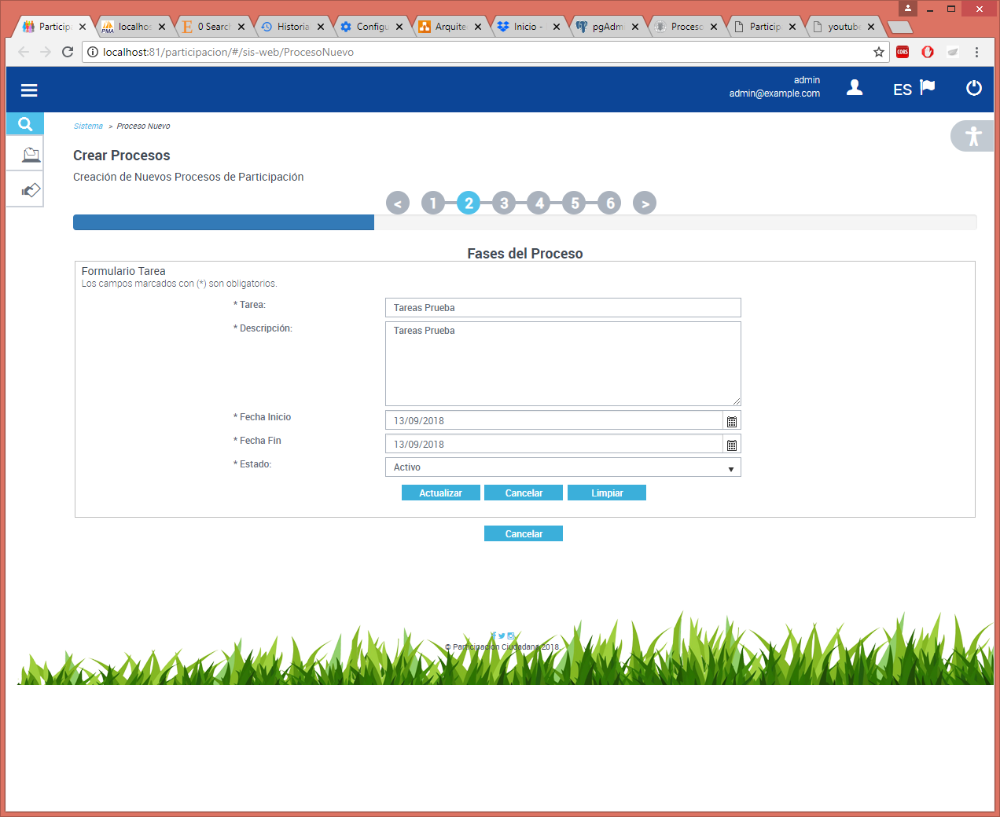 Particip
localhos
0 Searc
Historia
Configu
Arquite
Inicio -
pgAdm
Proceso
Particip
youtube
localhost:81/participacion/#/sis-web/ProcesoNuevo
CORS
admin
admin@example.com
ES
Sistema > Proceso Nuevo
Crear Procesos
Creación de Nuevos Procesos de Participación
< 1 2 3 4 5 6 >
Fases del Proceso
Formulario Tarea
Los campos marcados con (*) son obligatorios.
* Tarea: Tareas Prueba
* Descripción: Tareas Prueba
* Fecha Inicio 13/09/2018
* Fecha Fin 13/09/2018
* Estado: Activo
Actualizar Cancelar Limpiar
Cancelar
© Participación Ciudadana 2018.